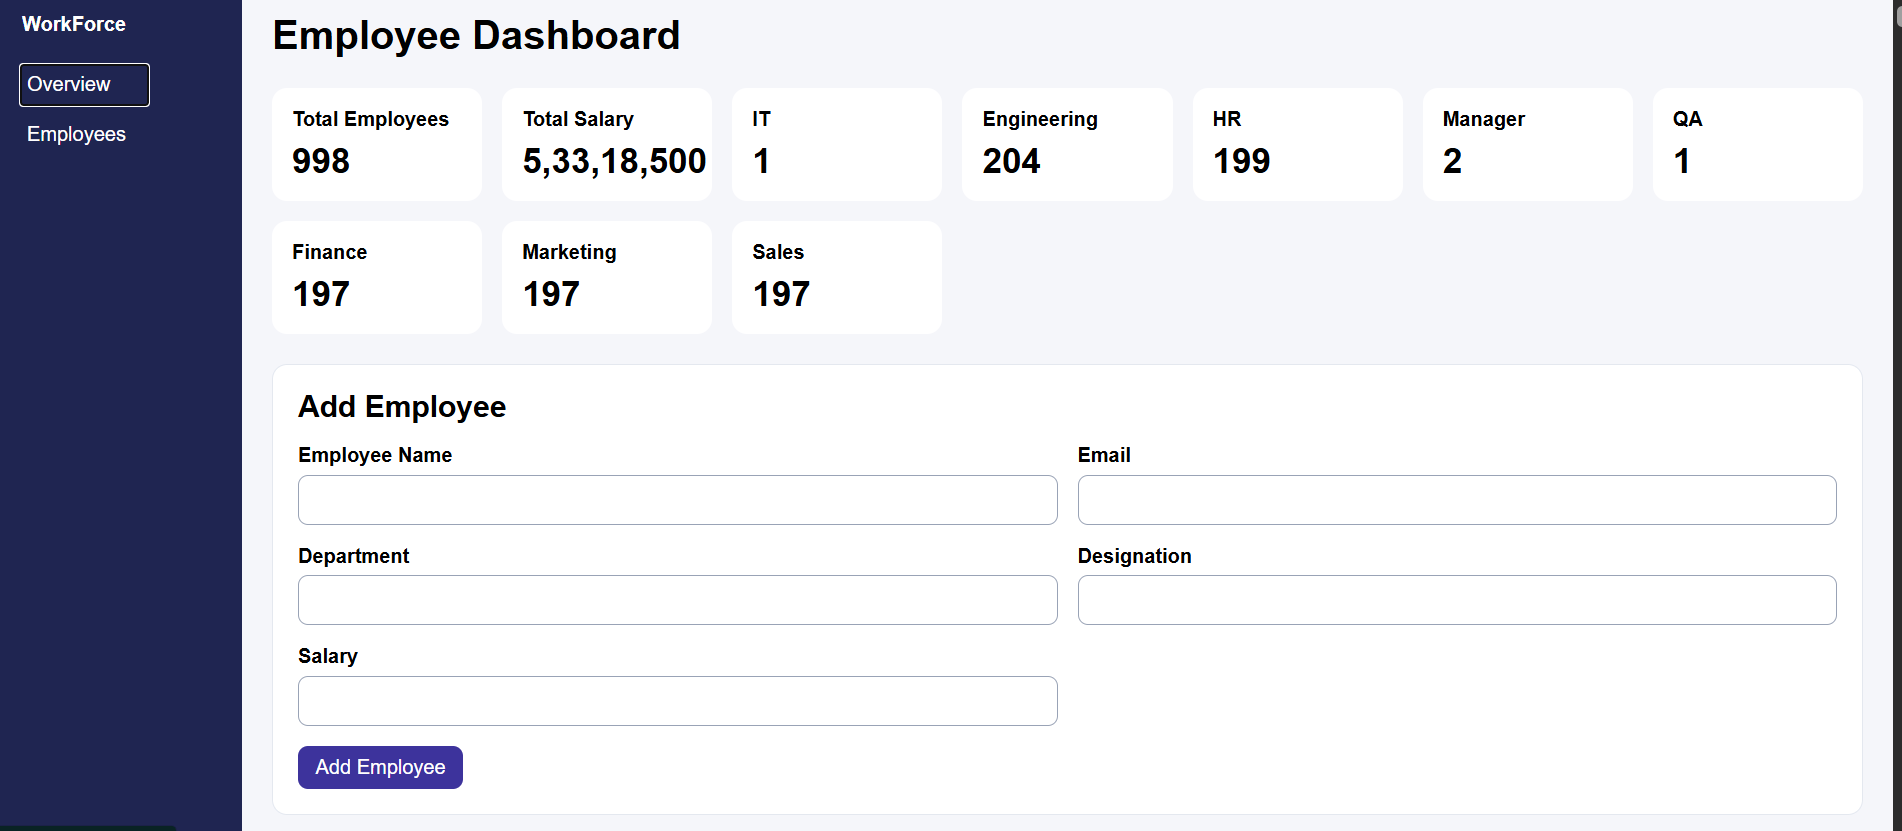 WorkForce
Overview
Employees
Employee Dashboard
Total Employees
998
Total Salary
5,33,18,500
IT
1
Engineering
204
HR
199
Manager
2
QA
1
Finance
197
Marketing
197
Sales
197
Add Employee
Employee Name
Email
Department
Designation
Salary
Add Employee